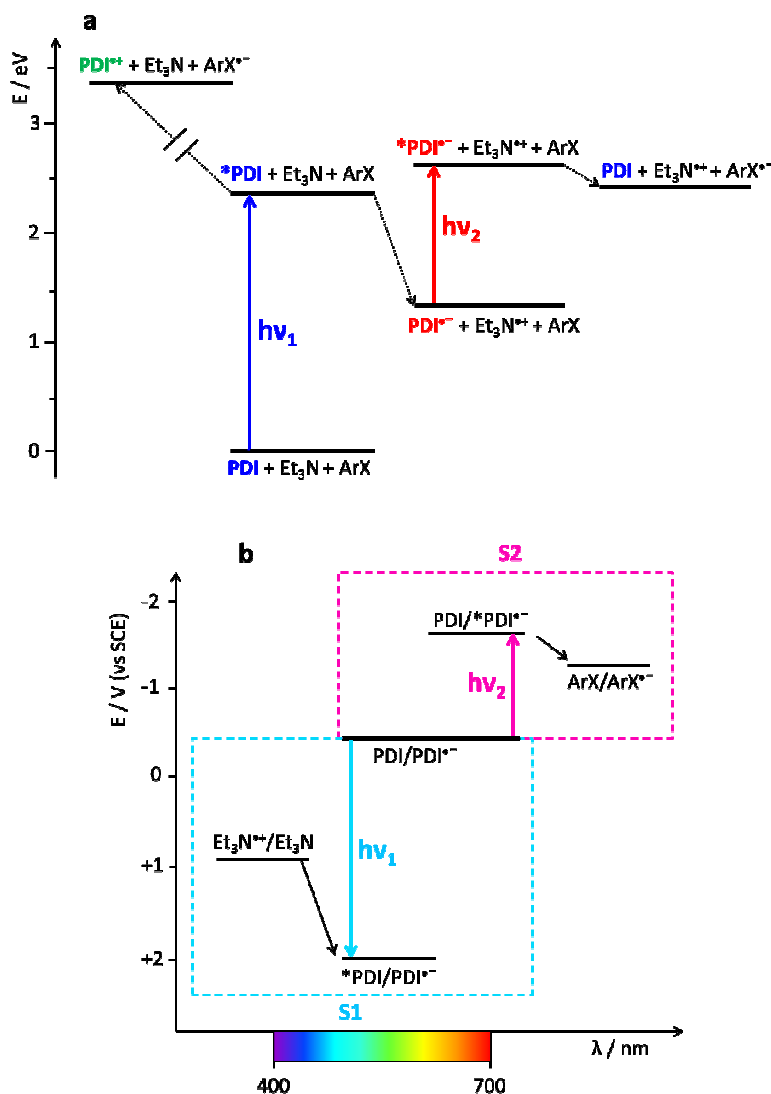 a
E / eV
PDI•+ + Et₃N + ArX•−
3
*PDI + Et₃N + ArX
*PDI•− + Et₃N•+ + ArX
PDI + Et₃N•+ + ArX•−
hν₂
2
PDI•− + Et₃N•+ + ArX
hν₁
1
0
PDI + Et₃N + ArX
b
S2
E / V (vs SCE)
-2
PDI/*PDI•−
hν₂
ArX/ArX•−
-1
PDI/PDI•−
0
Et₃N•+/Et₃N
hν₁
+1
+2
*PDI/PDI•−
S1
λ / nm
400
700